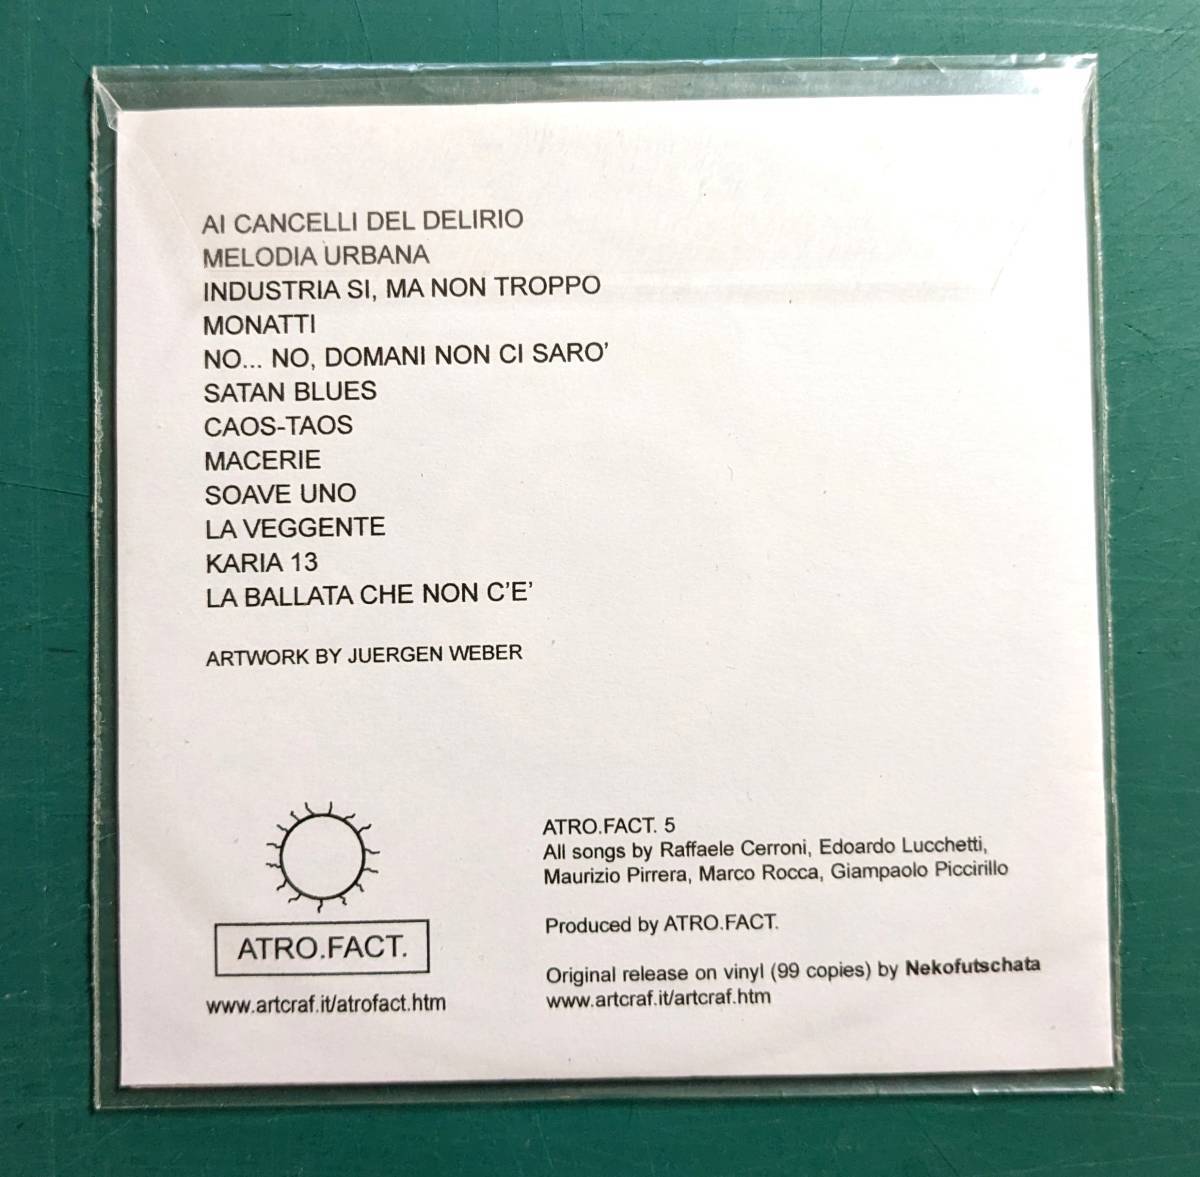 AI CANCELLI DEL DELIRIO
MELODIA URBANA
INDUSTRIA SI, MA NON TROPPO
MONATTI
NO... NO, DOMANI NON CI SARO'
SATAN BLUES
CAOS-TAOS
MACERIE
SOAVE UNO
LA VEGGENTE
KARIA 13
LA BALLATA CHE NON C'E'
ARTWORK BY JUERGEN WEBER
ATRO.FACT.
www.artcraf.it/atrofact.htm
ATRO.FACT. 5
All songs by Raffaele Cerroni, Edoardo Lucchetti,
Maurizio Pirrera, Marco Rocca, Giampaolo Piccirillo
Produced by ATRO.FACT.
Original release on vinyl (99 copies) by Nekofutschata
www.artcraf.it/artcraf.htm